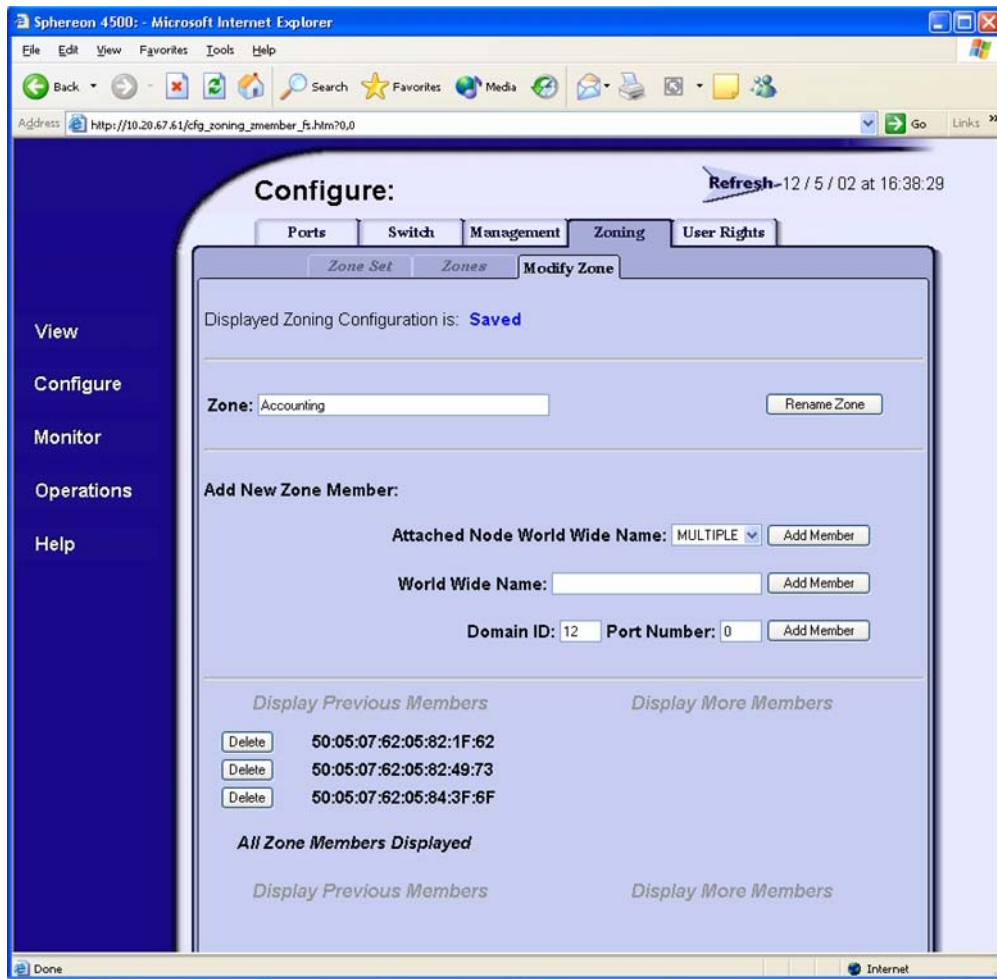 Sphereon 4500: - Microsoft Internet Explorer
File Edit View Favorites Tools Help
Back Search Favorites Media
Address http://10.20.67.61/cfg_zoning_zmember_fs.htm?0,0 Go Links »
Configure:
Refresh 12 / 5 / 02 at 16:38:29
Ports Switch Management Zoning User Rights
Zone Set Zones Modify Zone
Displayed Zoning Configuration is: Saved
View
Configure
Monitor
Operations
Help
Zone: Accounting Rename Zone
Add New Zone Member:
Attached Node World Wide Name: MULTIPLE Add Member
World Wide Name: Add Member
Domain ID: 12 Port Number: 0 Add Member
Display Previous Members Display More Members
Delete 50:05:07:62:05:82:1F:62
Delete 50:05:07:62:05:82:49:73
Delete 50:05:07:62:05:84:3F:6F
All Zone Members Displayed
Display Previous Members Display More Members
Done Internet